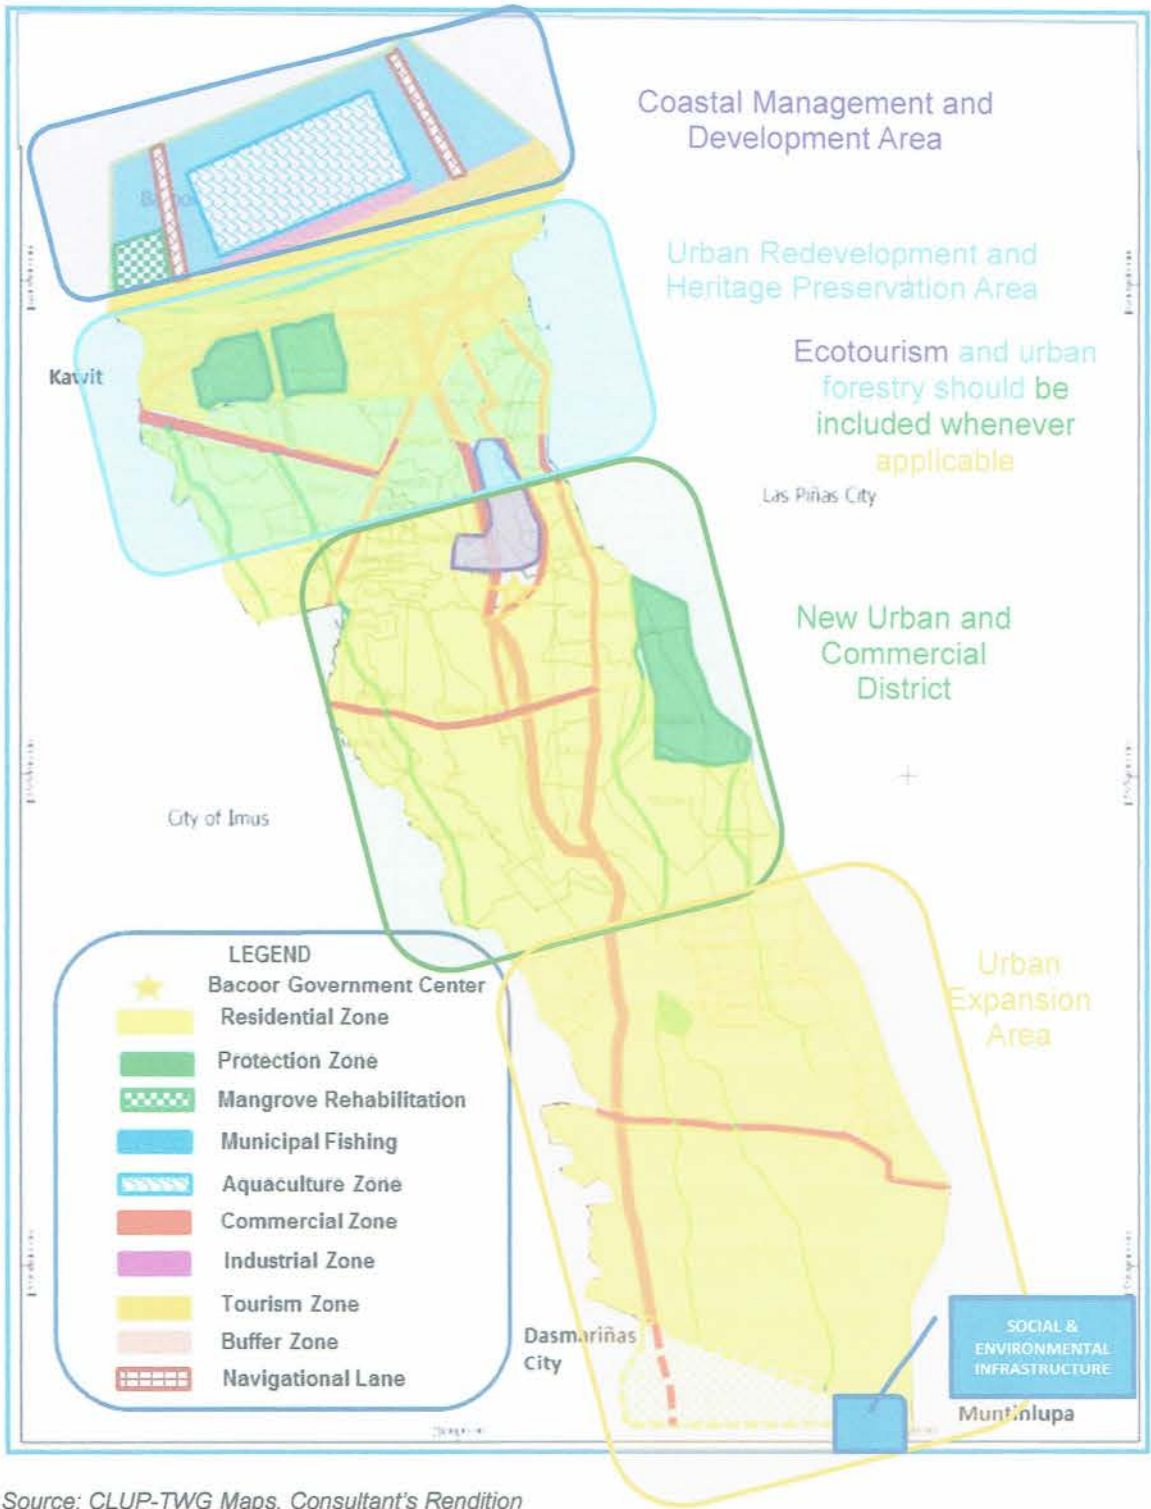 Coastal Management and
Development Area
Urban Redevelopment and
Heritage Preservation Area
Kawit
Ecotourism and urban
forestry should be
included whenever
applicable
Las Piñas City
New Urban and
Commercial
District
City of Imus
Urban
Expansion
Area
LEGEND
Bacoor Government Center
Residential Zone
Protection Zone
Mangrove Rehabilitation
Municipal Fishing
Aquaculture Zone
Commercial Zone
Industrial Zone
Tourism Zone
Buffer Zone
Navigational Lane
Dasmariñas
City
SOCIAL &
ENVIRONMENTAL
INFRASTRUCTURE
Muntinlupa
Source: CLUP-TWG Maps, Consultant's Rendition